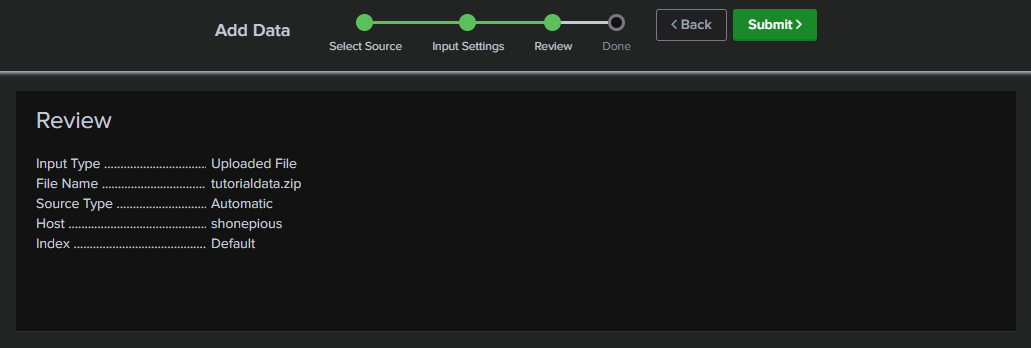 Add Data
Select Source
Input Settings
Review
Done
< Back
Submit >
Review
Input Type ................................ Uploaded File
File Name ................................ tutorialdata.zip
Source Type ............................ Automatic
Host ........................................... shonepious
Index ......................................... Default